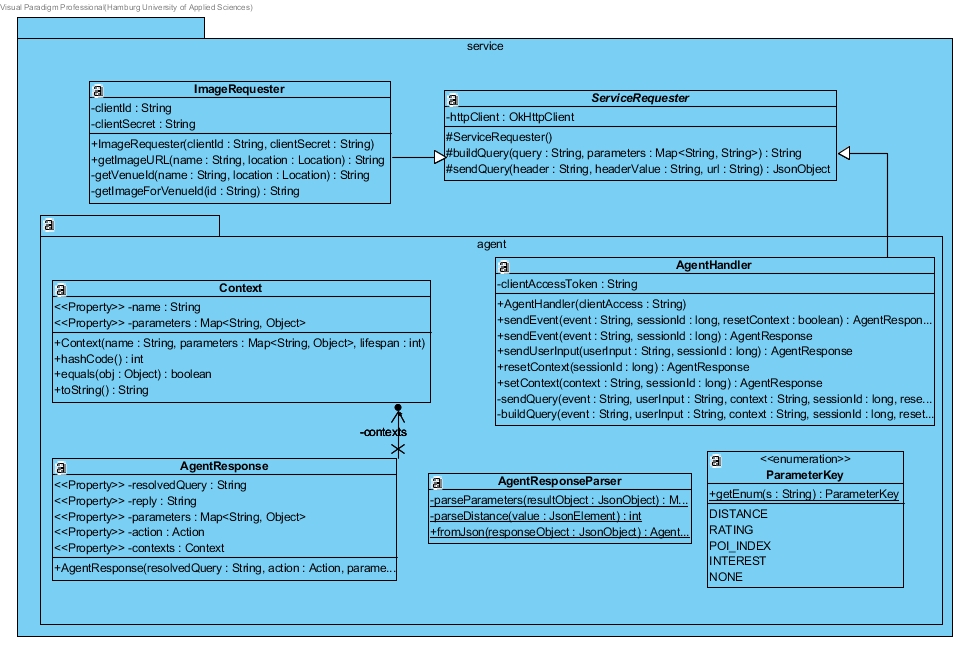 Visual Paradigm Professional(Hamburg University of Applied Sciences)
service
ImageRequester
-clientId : String
-clientSecret : String
+ImageRequester(clientId : String, clientSecret : String)
+getImageURL(name : String, location : Location) : String
-getVenueId(name : String, location : Location) : String
-getImageForVenueId(id : String) : String
ServiceRequester
-httpClient : OkHttpClient
#ServiceRequester()
#buildQuery(query : String, parameters : Map<String, String>) : String
#sendQuery(header : String, headerValue : String, url : String) : JsonObject
agent
Context
<<Property>> -name : String
<<Property>> -parameters : Map<String, Object>
+Context(name : String, parameters : Map<String, Object>, lifespan : int)
+hashCode() : int
+equals(obj : Object) : boolean
+toString() : String
AgentHandler
-clientAccessToken : String
+AgentHandler(clientAccess : String)
+sendEvent(event : String, sessionId : long, resetContext : boolean) : AgentRespon...
+sendEvent(event : String, sessionId : long) : AgentResponse
+sendUserInput(userInput : String, sessionId : long) : AgentResponse
+resetContext(sessionId : long) : AgentResponse
+setContext(context : String, sessionId : long) : AgentResponse
-sendQuery(event : String, userInput : String, context : String, sessionId : long, rese...
-buildQuery(event : String, userInput : String, context : String, sessionId : long, reset...
-contexts
AgentResponse
<<Property>> -resolvedQuery : String
<<Property>> -reply : String
<<Property>> -parameters : Map<String, Object>
<<Property>> -action : Action
<<Property>> -contexts : Context
+AgentResponse(resolvedQuery : String, action : Action, parame...
AgentResponseParser
-parseParameters(resultObject : JsonObject) : M...
-parseDistance(value : JsonElement) : int
+fromJson(responseObject : JsonObject) : Agent...
<<enumeration>>
ParameterKey
+getEnum(s : String) : ParameterKey
DISTANCE
RATING
POI_INDEX
INTEREST
NONE